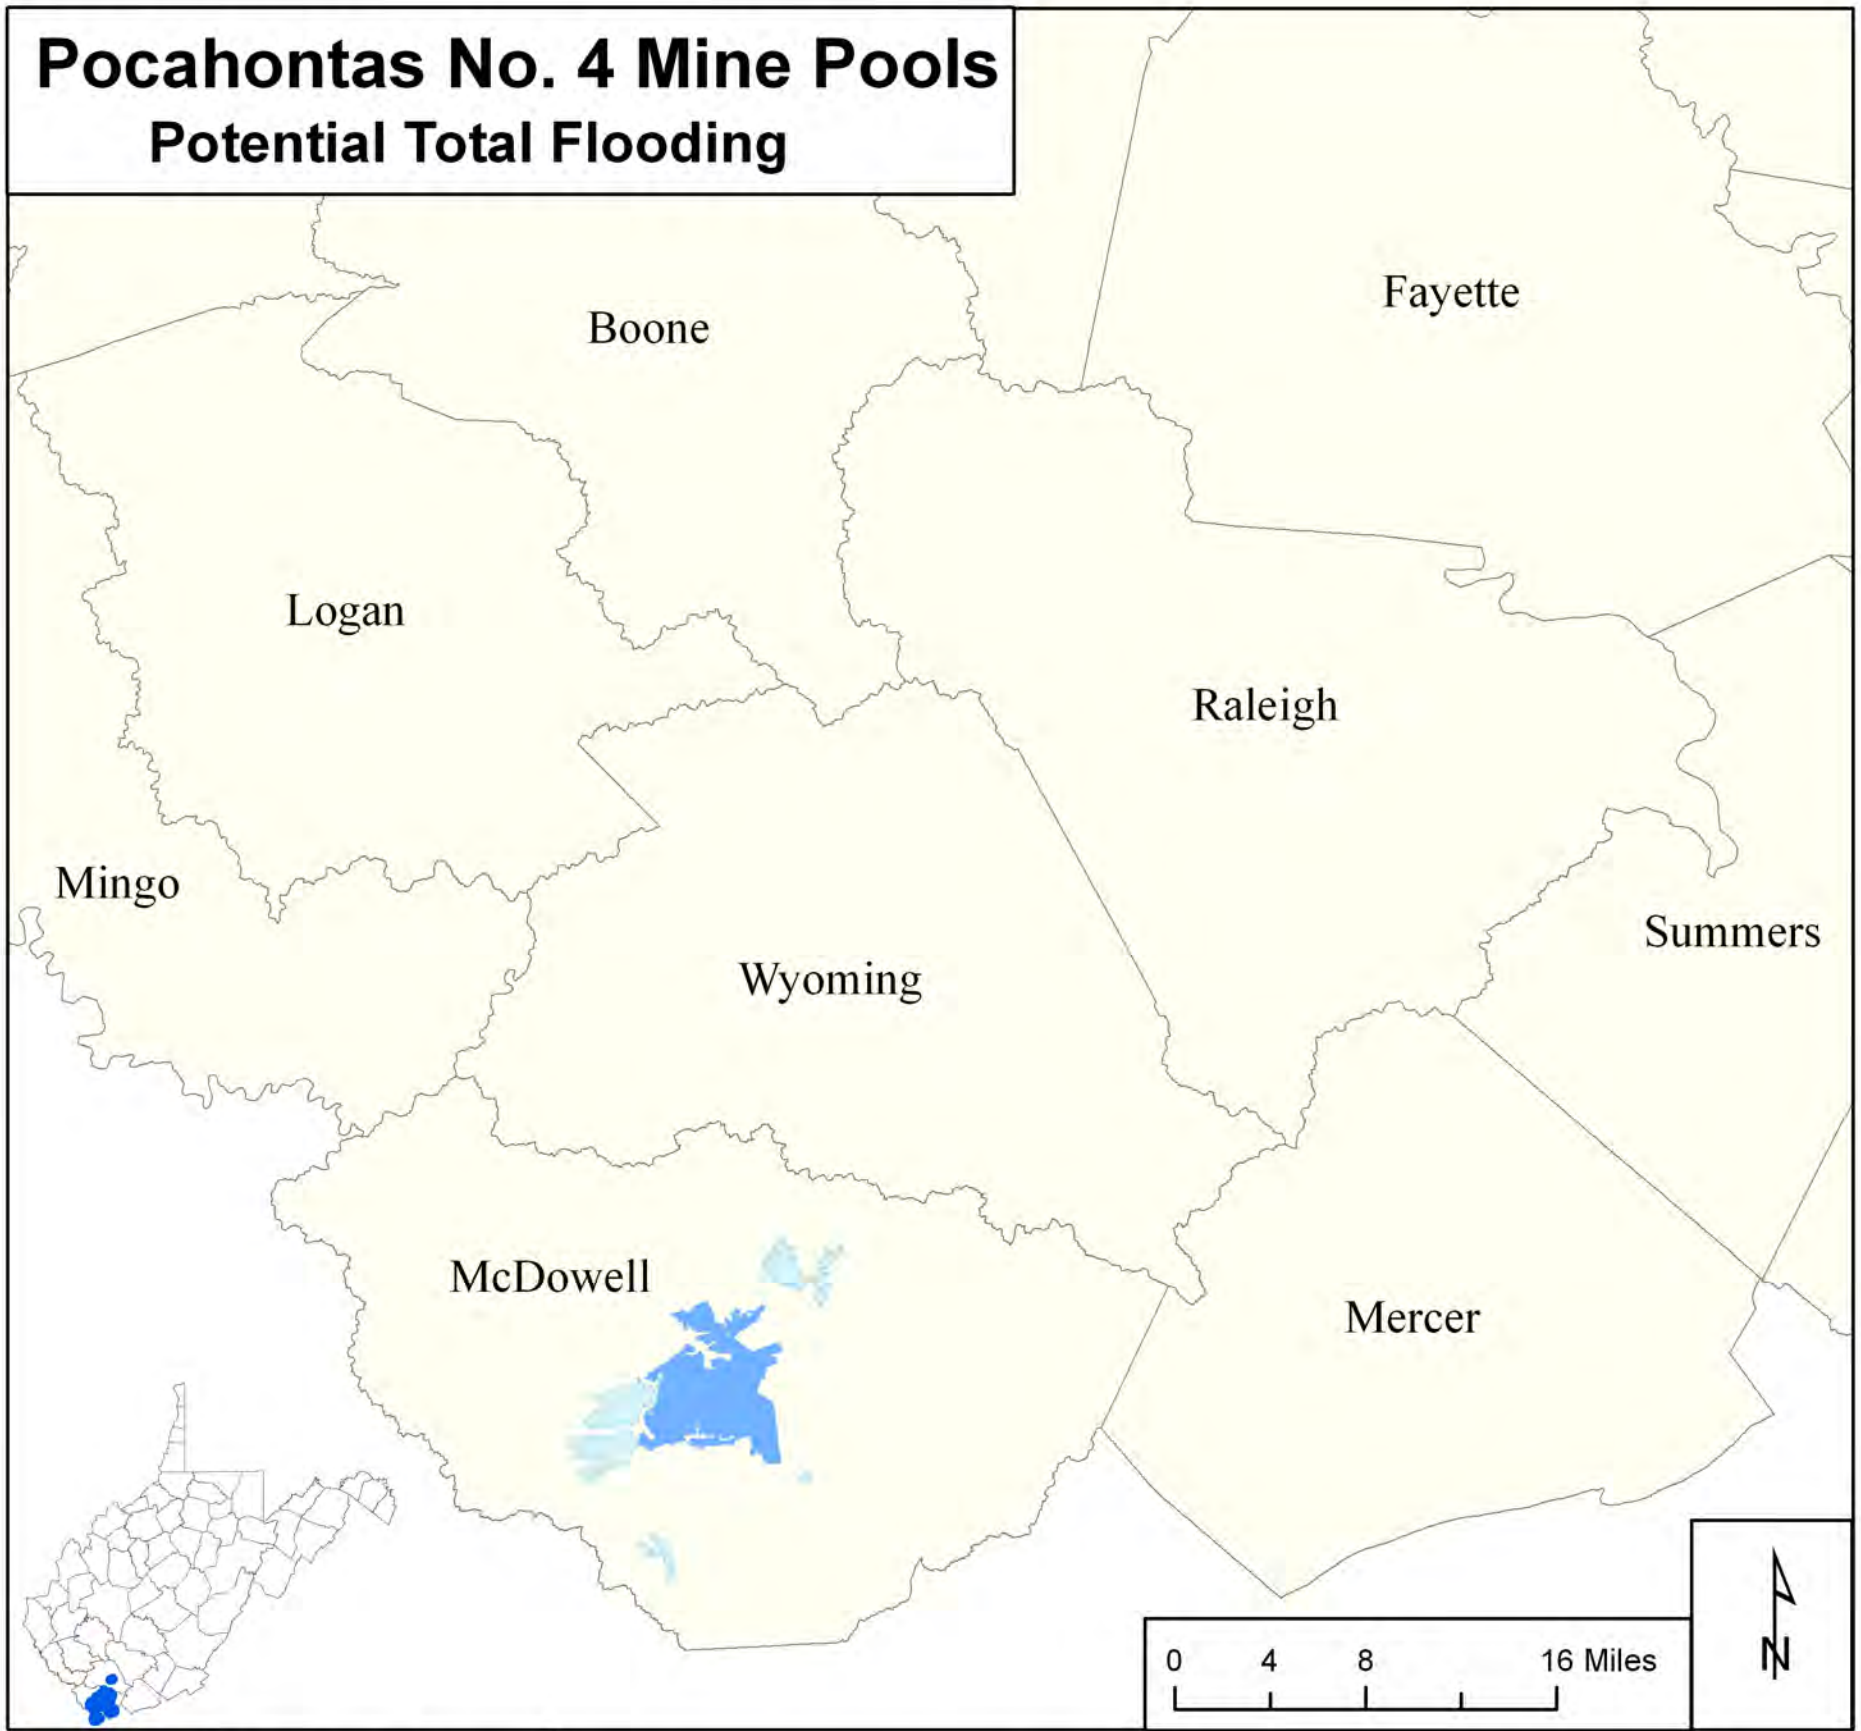 Pocahontas No. 4 Mine Pools
Potential Total Flooding
Fayette
Boone
Logan
Raleigh
Mingo
Summers
Wyoming
McDowell
Mercer
0 4 8 16 Miles
N